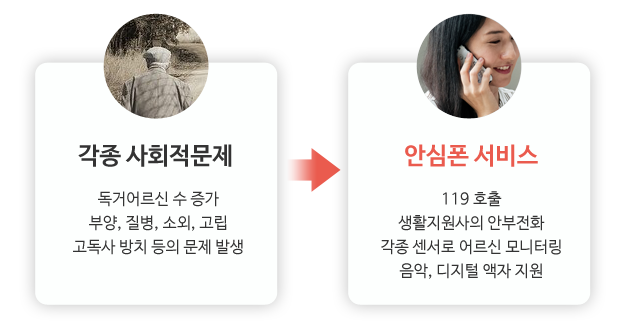 각종 사회적문제
독거어르신 수 증가
부양, 질병, 소외, 고립
고독사 방치 등의 문제 발생
안심폰 서비스
119 호출
생활지원사의 안부전화
각종 센서로 어르신 모니터링
음악, 디지털 액자 지원